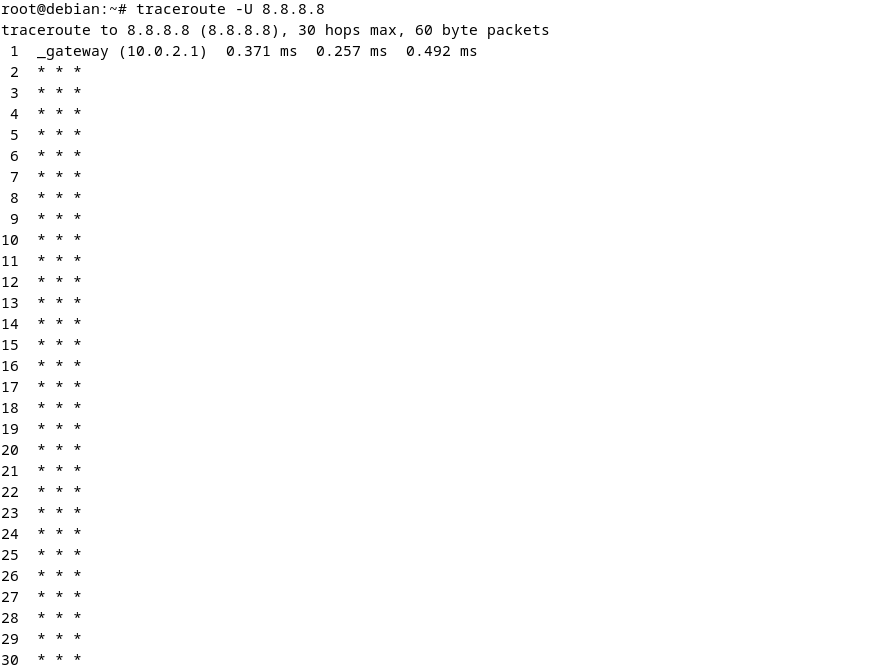 root@debian:~# traceroute -U 8.8.8.8
traceroute to 8.8.8.8 (8.8.8.8), 30 hops max, 60 byte packets
 1  _gateway (10.0.2.1)  0.371 ms  0.257 ms  0.492 ms
 2  * * *
 3  * * *
 4  * * *
 5  * * *
 6  * * *
 7  * * *
 8  * * *
 9  * * *
10  * * *
11  * * *
12  * * *
13  * * *
14  * * *
15  * * *
16  * * *
17  * * *
18  * * *
19  * * *
20  * * *
21  * * *
22  * * *
23  * * *
24  * * *
25  * * *
26  * * *
27  * * *
28  * * *
29  * * *
30  * * *